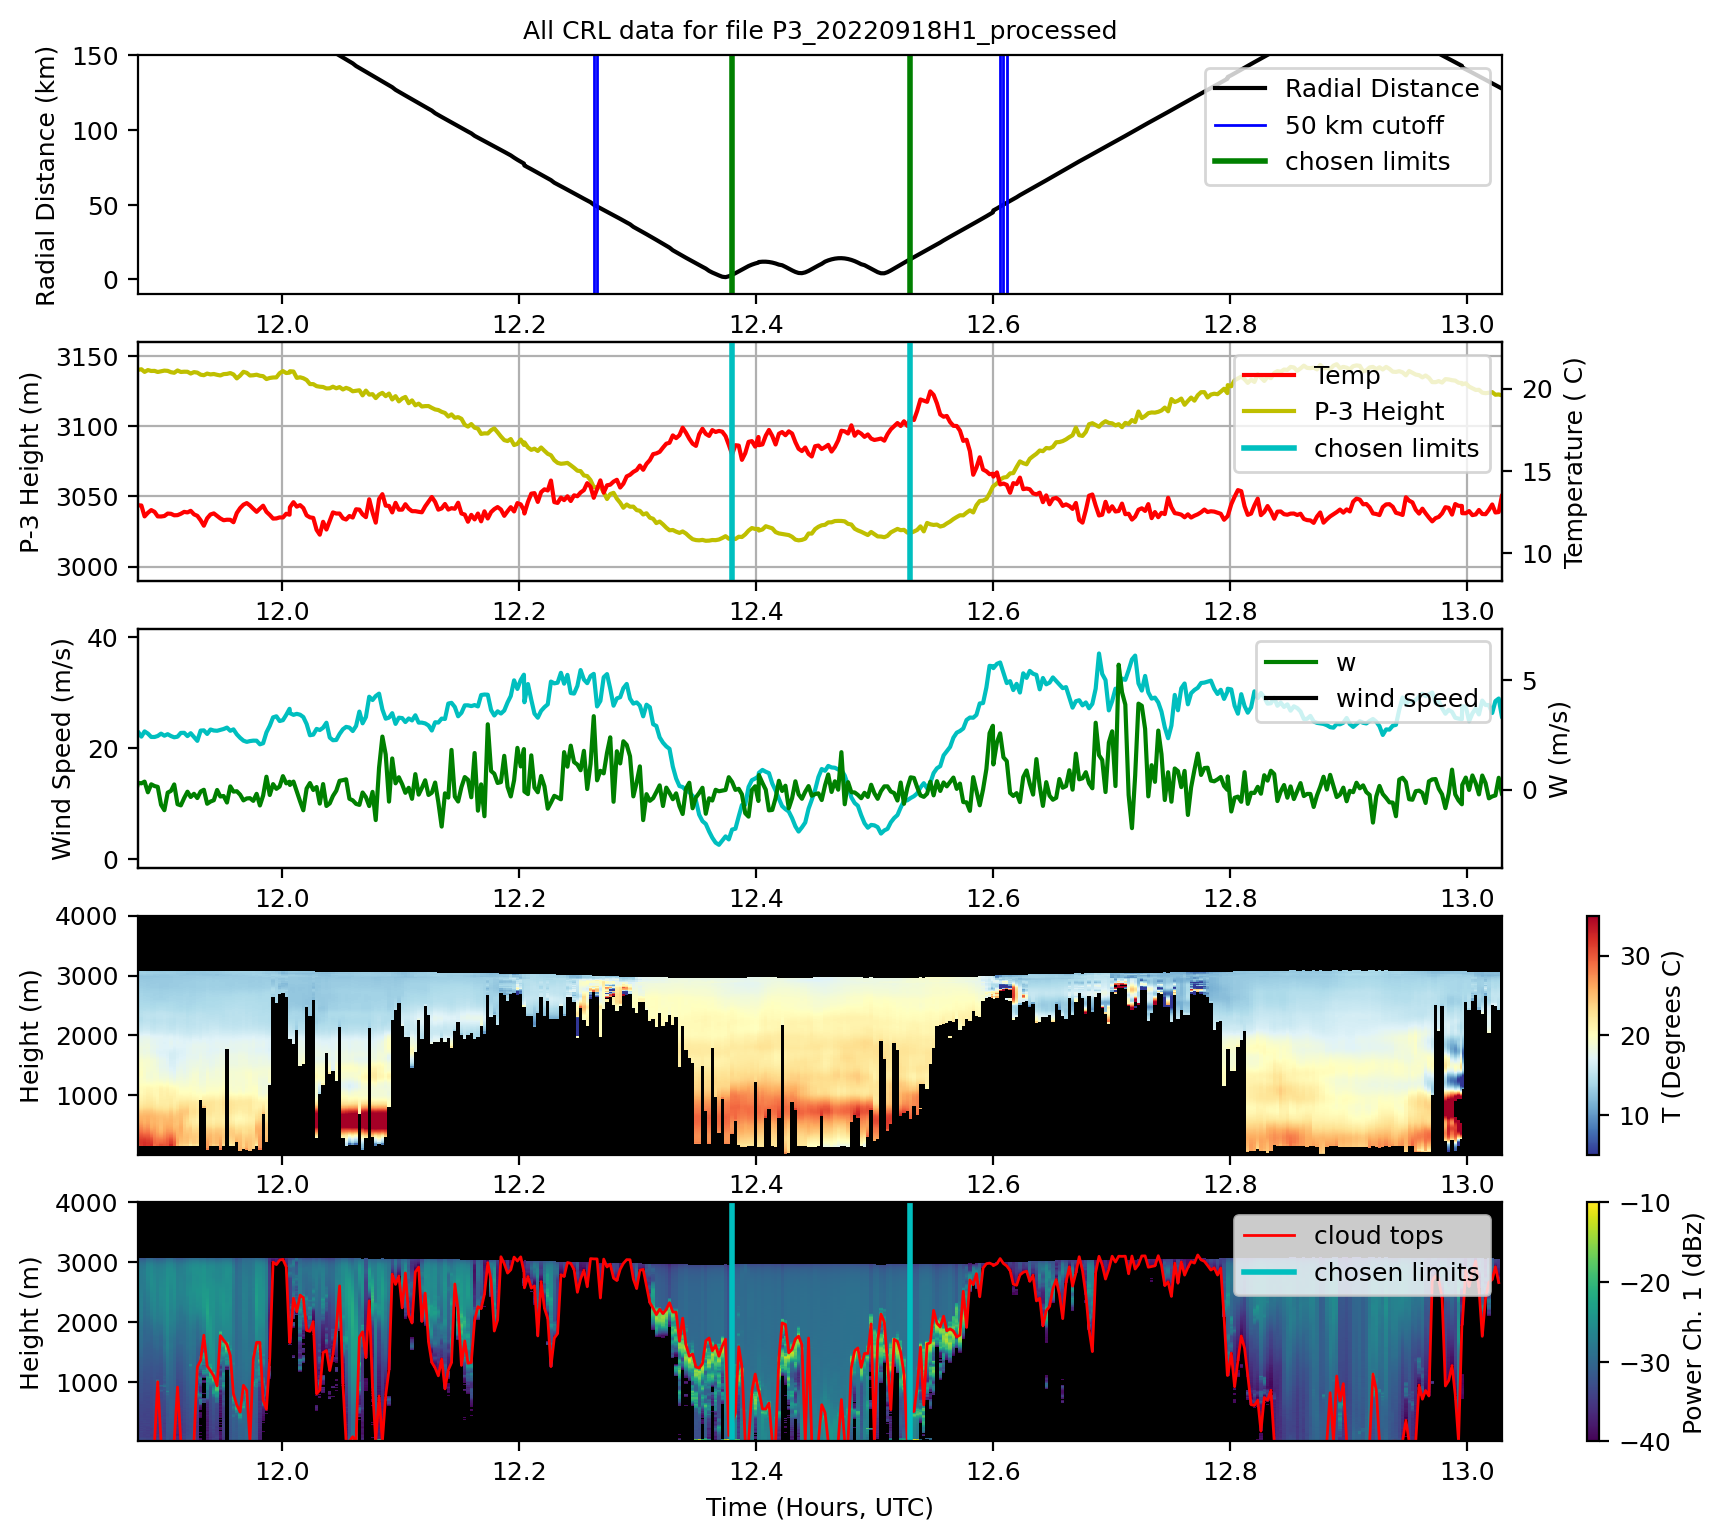 All CRL data for file P3_20220918H1_processed
Radial Distance (km)
150
100
50
0
Radial Distance
50 km cutoff
chosen limits
12.0 12.2 12.4 12.6 12.8 13.0
P-3 Height (m)
3150
3100
3050
3000
Temp
P-3 Height
chosen limits
20
15
10
Temperature ( C)
12.0 12.2 12.4 12.6 12.8 13.0
Wind Speed (m/s)
40
20
0
w
wind speed
5
0
W (m/s)
12.0 12.2 12.4 12.6 12.8 13.0
Height (m)
4000
3000
2000
1000
30
20
10
T (Degrees C)
12.0 12.2 12.4 12.6 12.8 13.0
Height (m)
4000
3000
2000
1000
cloud tops
chosen limits
−10
−20
−30
−40
Power Ch. 1 (dBz)
12.0 12.2 12.4 12.6 12.8 13.0
Time (Hours, UTC)